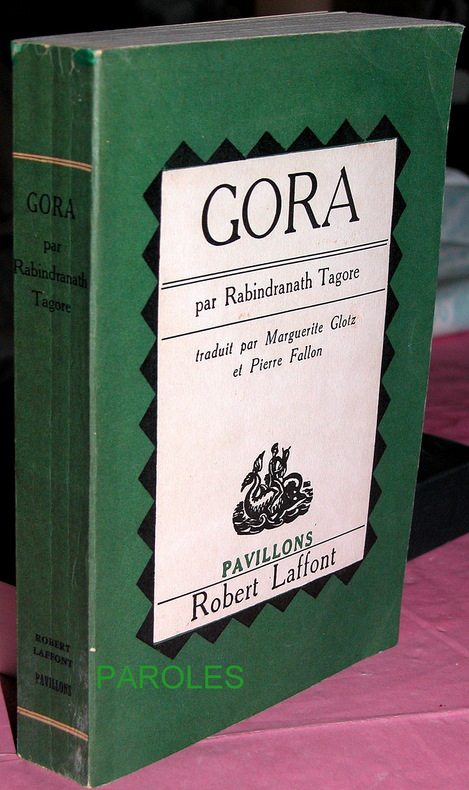 GORA
par
Rabindranath
Tagore
ROBERT
LAFFONT
PAVILLONS
GORA
par Rabindranath Tagore
traduit par Marguerite Glotz
et Pierre Fallon
PAVILLONS
Robert Laffont
PAROLES